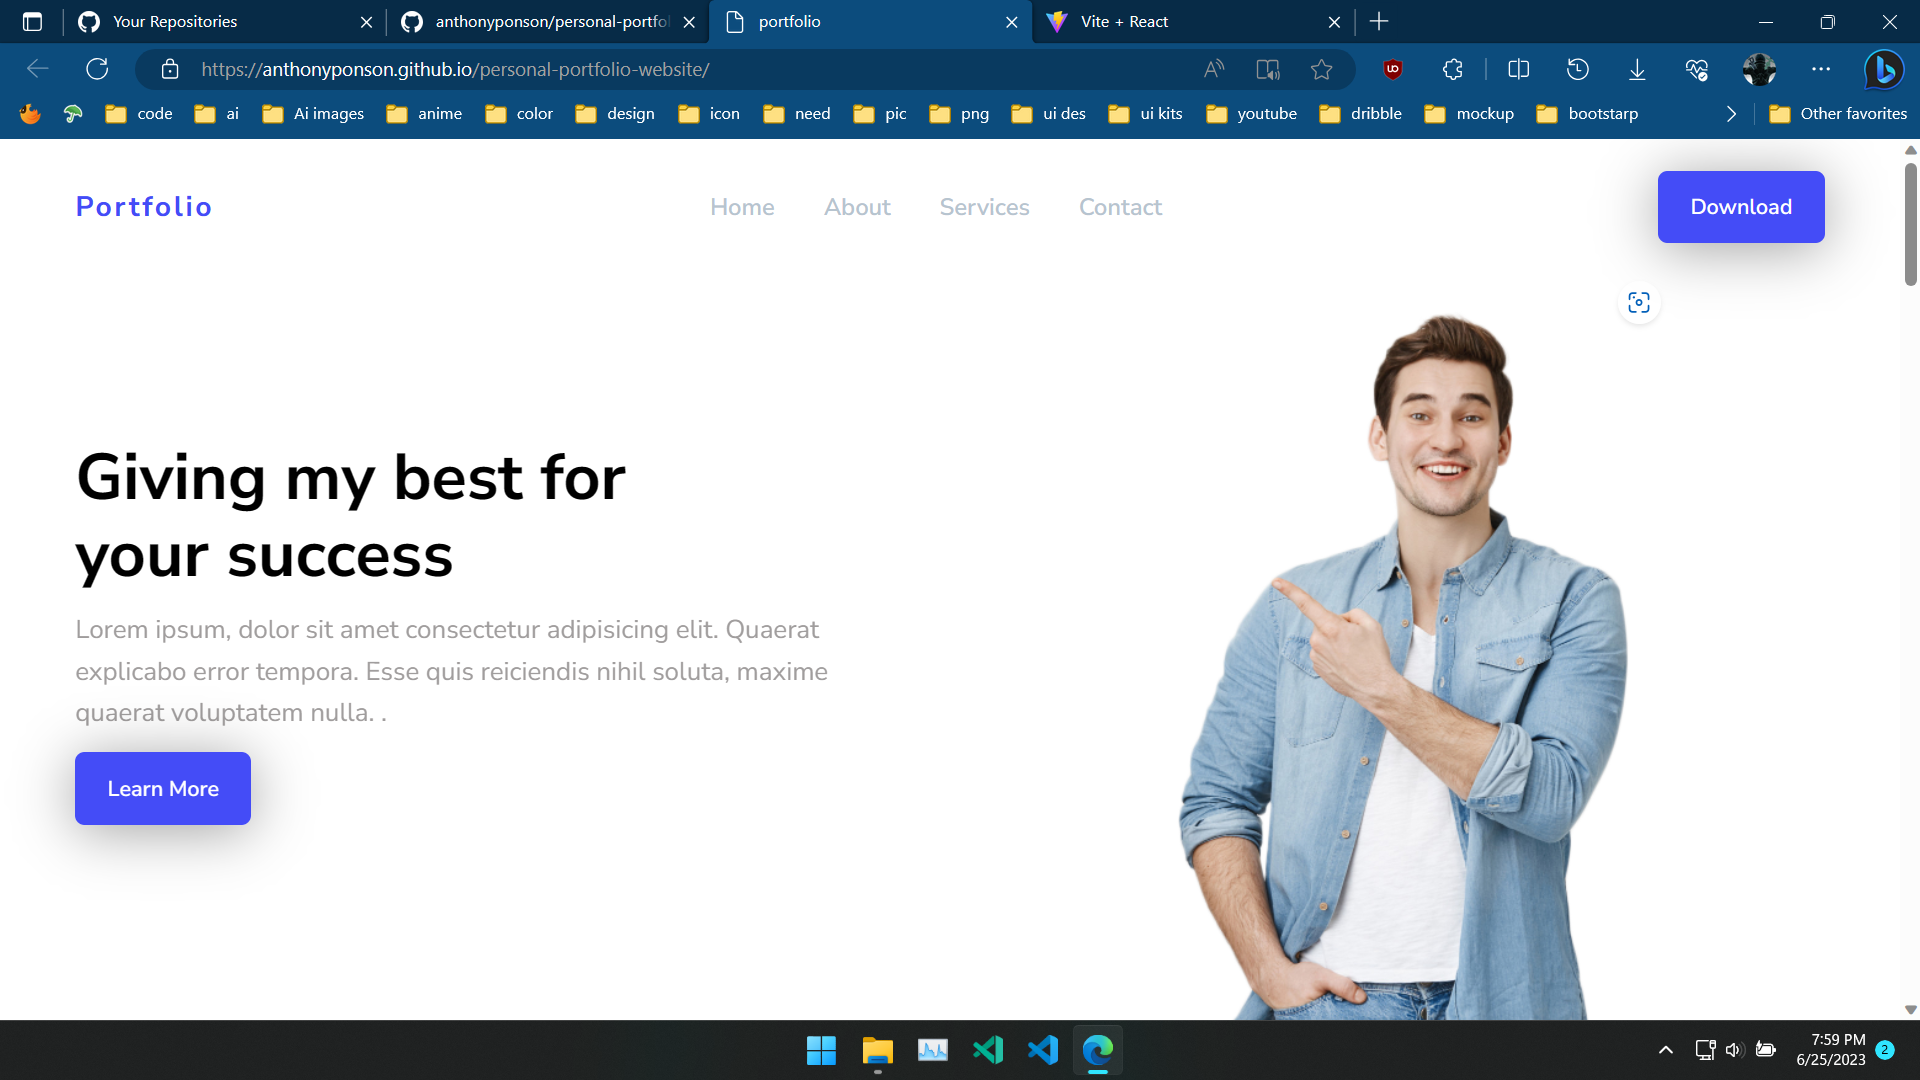 Your Repositories
anthonyponson/personal-portfol
portfolio
Vite + React
https://anthonyponson.github.io/personal-portfolio-website/
code
ai
Ai images
anime
color
design
icon
need
pic
png
ui des
ui kits
youtube
dribble
mockup
bootstarp
Other favorites
Portfolio
Home
About
Services
Contact
Download
Giving my best for
your success
Lorem ipsum, dolor sit amet consectetur adipisicing elit. Quaerat
explicabo error tempora. Esse quis reiciendis nihil soluta, maxime
quaerat voluptatem nulla. .
Learn More
7:59 PM
6/25/2023
2